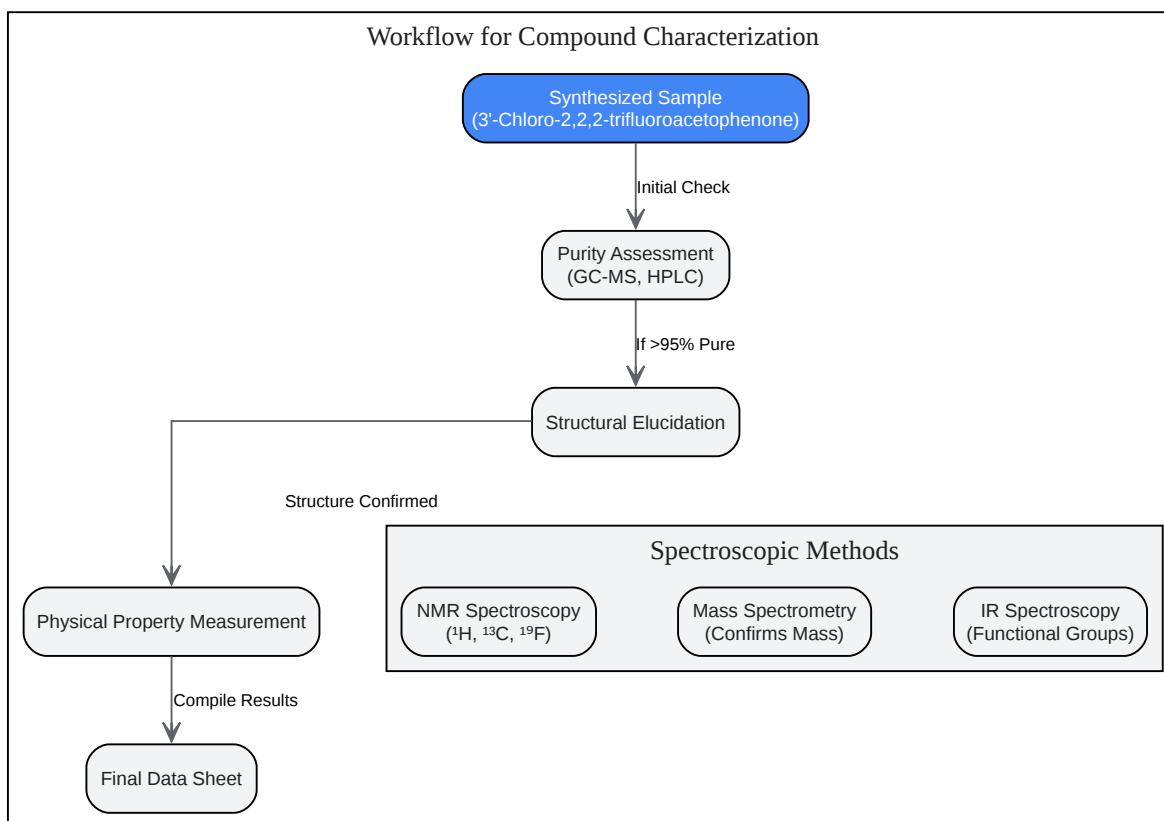 Workflow for Compound Characterization
Synthesized Sample
(3'-Chloro-2,2,2-trifluoroacetophenone)
Initial Check
Purity Assessment
(GC-MS, HPLC)
If >95% Pure
Structural Elucidation
Structure Confirmed
Spectroscopic Methods
NMR Spectroscopy
(¹H, ¹³C, ¹⁹F)
Mass Spectrometry
(Confirms Mass)
IR Spectroscopy
(Functional Groups)
Physical Property Measurement
Compile Results
Final Data Sheet